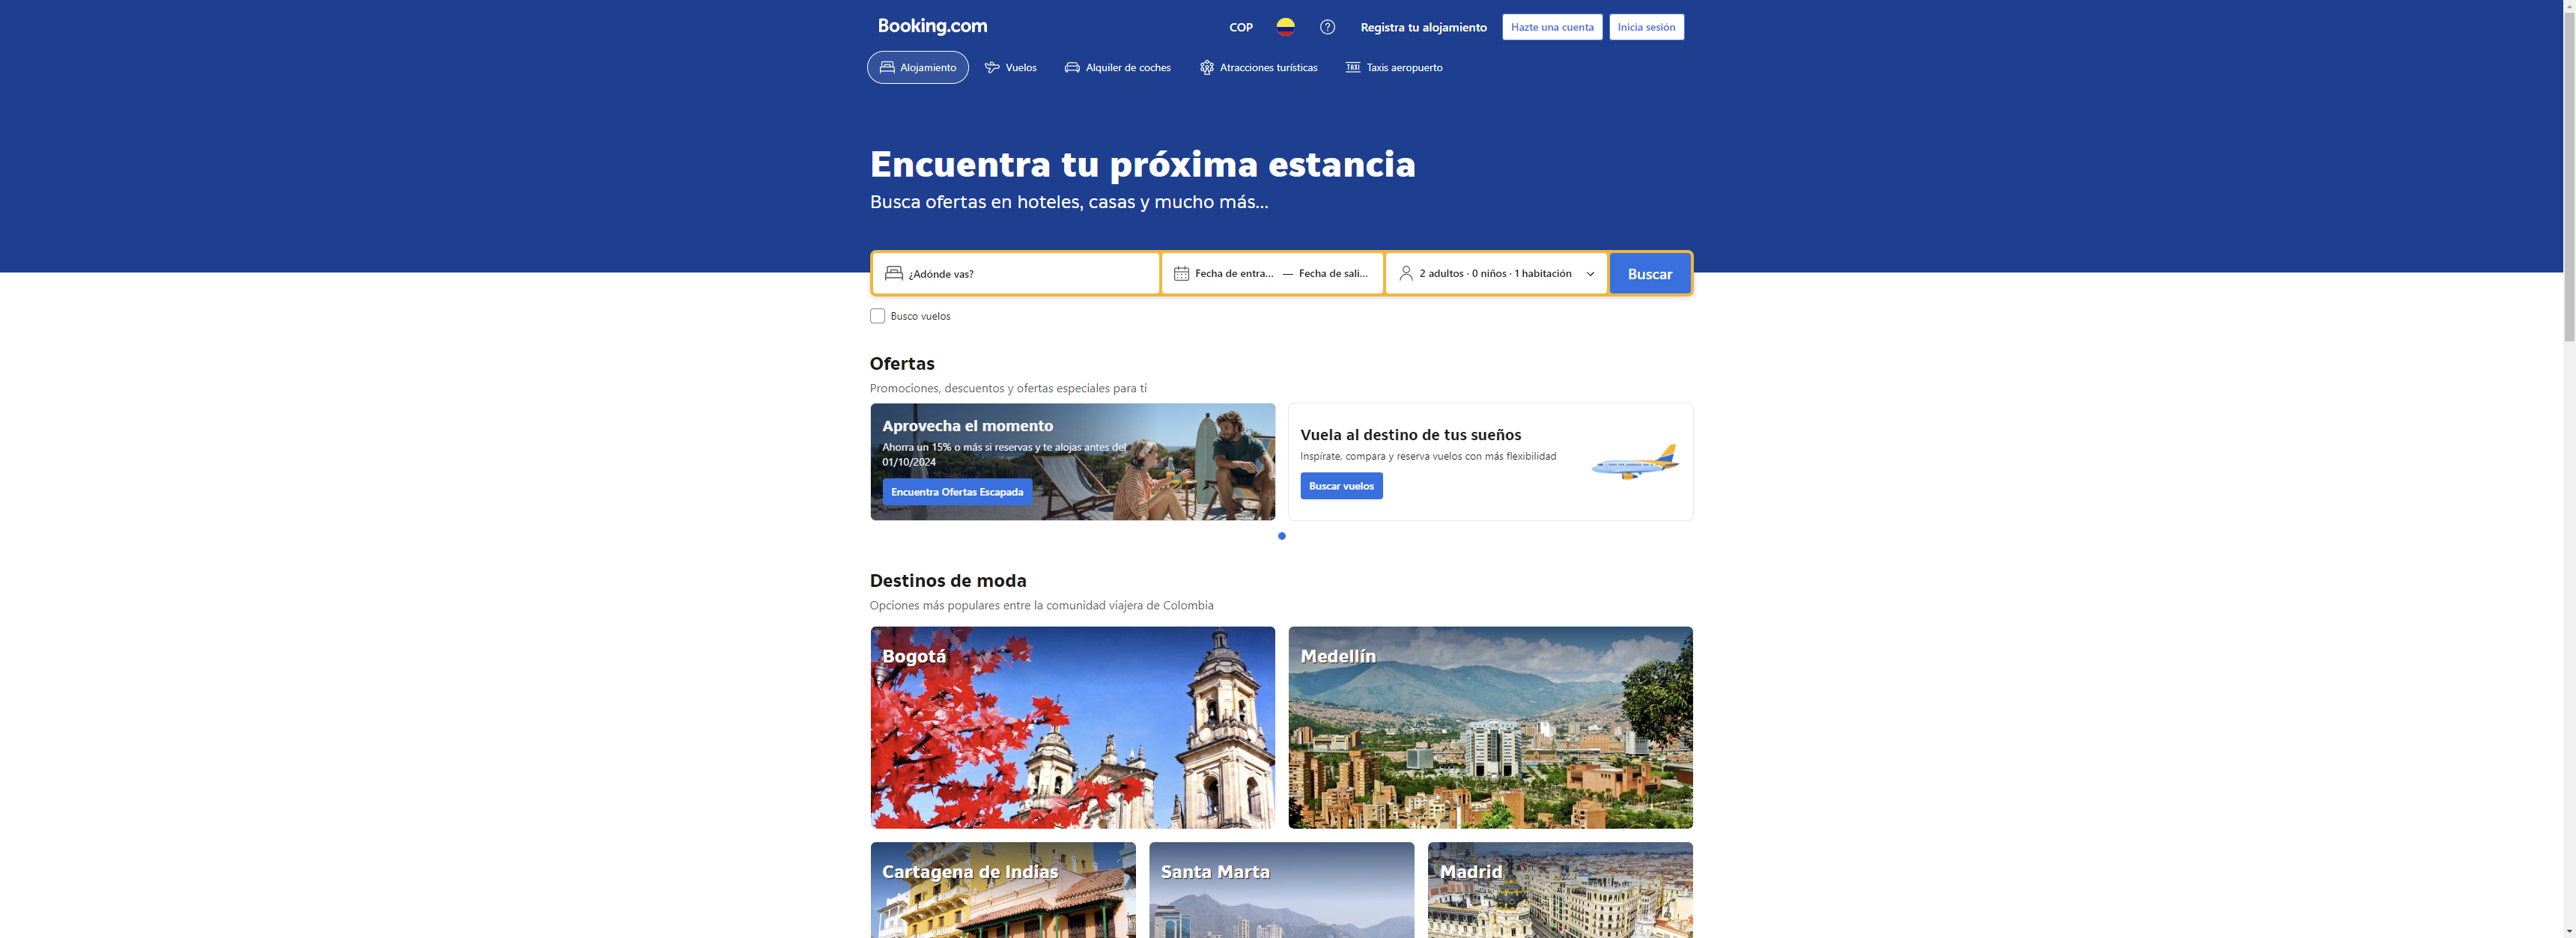 Booking.com
COP
Registra tu alojamiento
Hazte una cuenta
Inicia sesión
Alojamiento
Vuelos
Alquiler de coches
Atracciones turísticas
TAXI
Taxis aeropuerto
Encuentra tu próxima estancia
Busca ofertas en hoteles, casas y mucho más...
¿Adónde vas?
Fecha de entra... — Fecha de sali...
2 adultos · 0 niños · 1 habitación
Buscar
Busco vuelos
Ofertas
Promociones, descuentos y ofertas especiales para ti
Aprovecha el momento
Ahorra un 15% o más si reservas y te alojas antes del
01/10/2024
Encuentra Ofertas Escapada
Vuela al destino de tus sueños
Inspírate, compara y reserva vuelos con más flexibilidad
Buscar vuelos
Destinos de moda
Opciones más populares entre la comunidad viajera de Colombia
Bogotá
Medellín
Cartagena de Indias
Santa Marta
Madrid